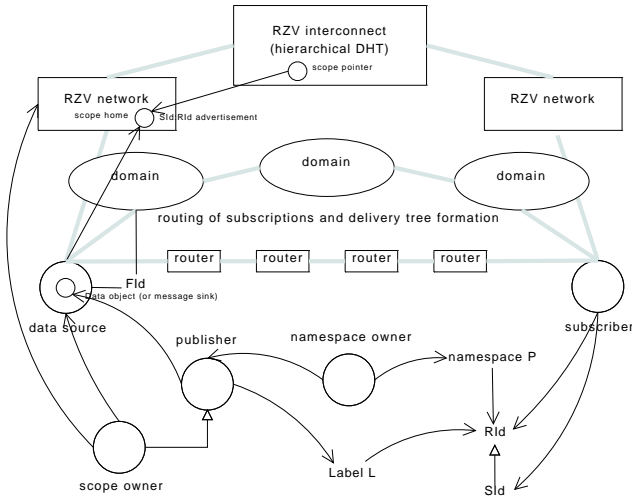 RZV interconnect
(hierarchical DHT)
scope pointer
RZV network
scope home
SId:RId advertisement
RZV network
domain
domain
domain
routing of subscriptions and delivery tree formation
router
router
router
router
FId
Data object (or message sink)
data source
subscriber
publisher
namespace owner
namespace P
RId
Label L
scope owner
SId